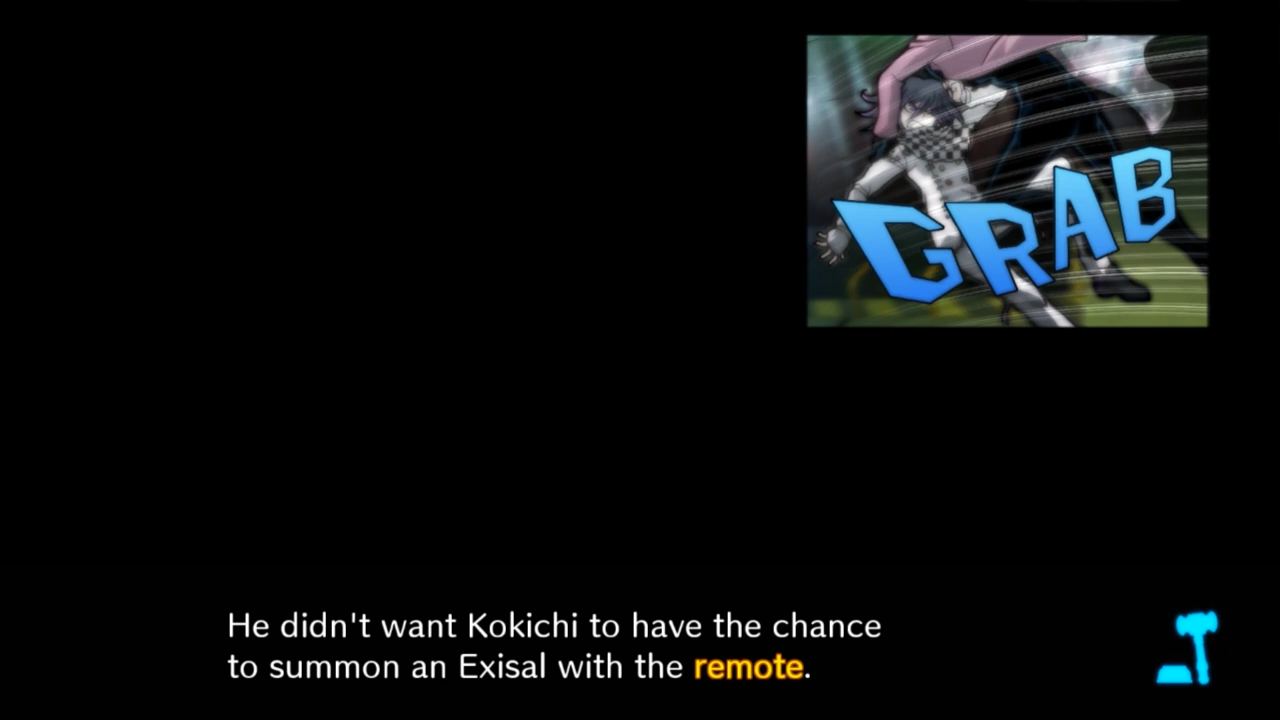 GRAB
He didn't want Kokichi to have the chance
to summon an Exisal with the remote.